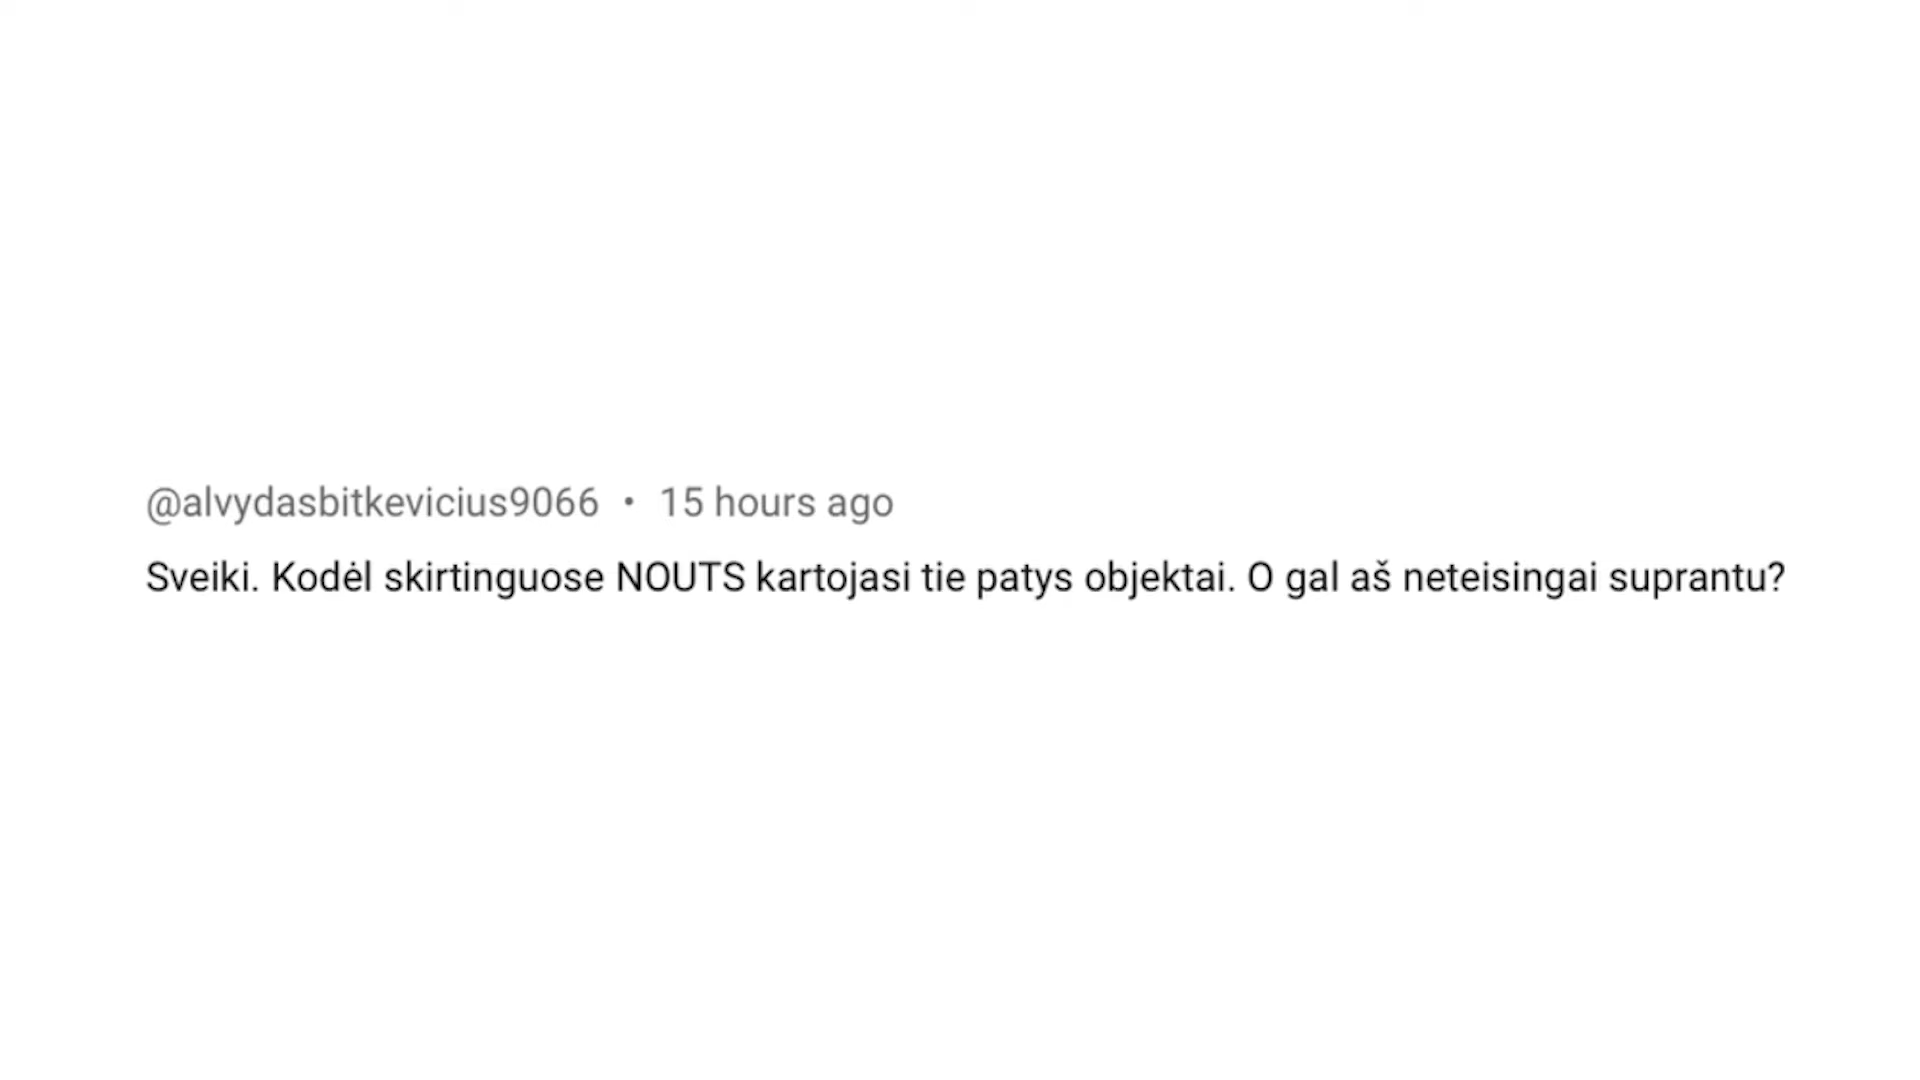 @alvydasbitkevicius9066 • 15 hours ago
Sveiki. Kodėl skirtinguose NOUTS kartojasi tie patys objektai. O gal aš neteisingai suprantu?